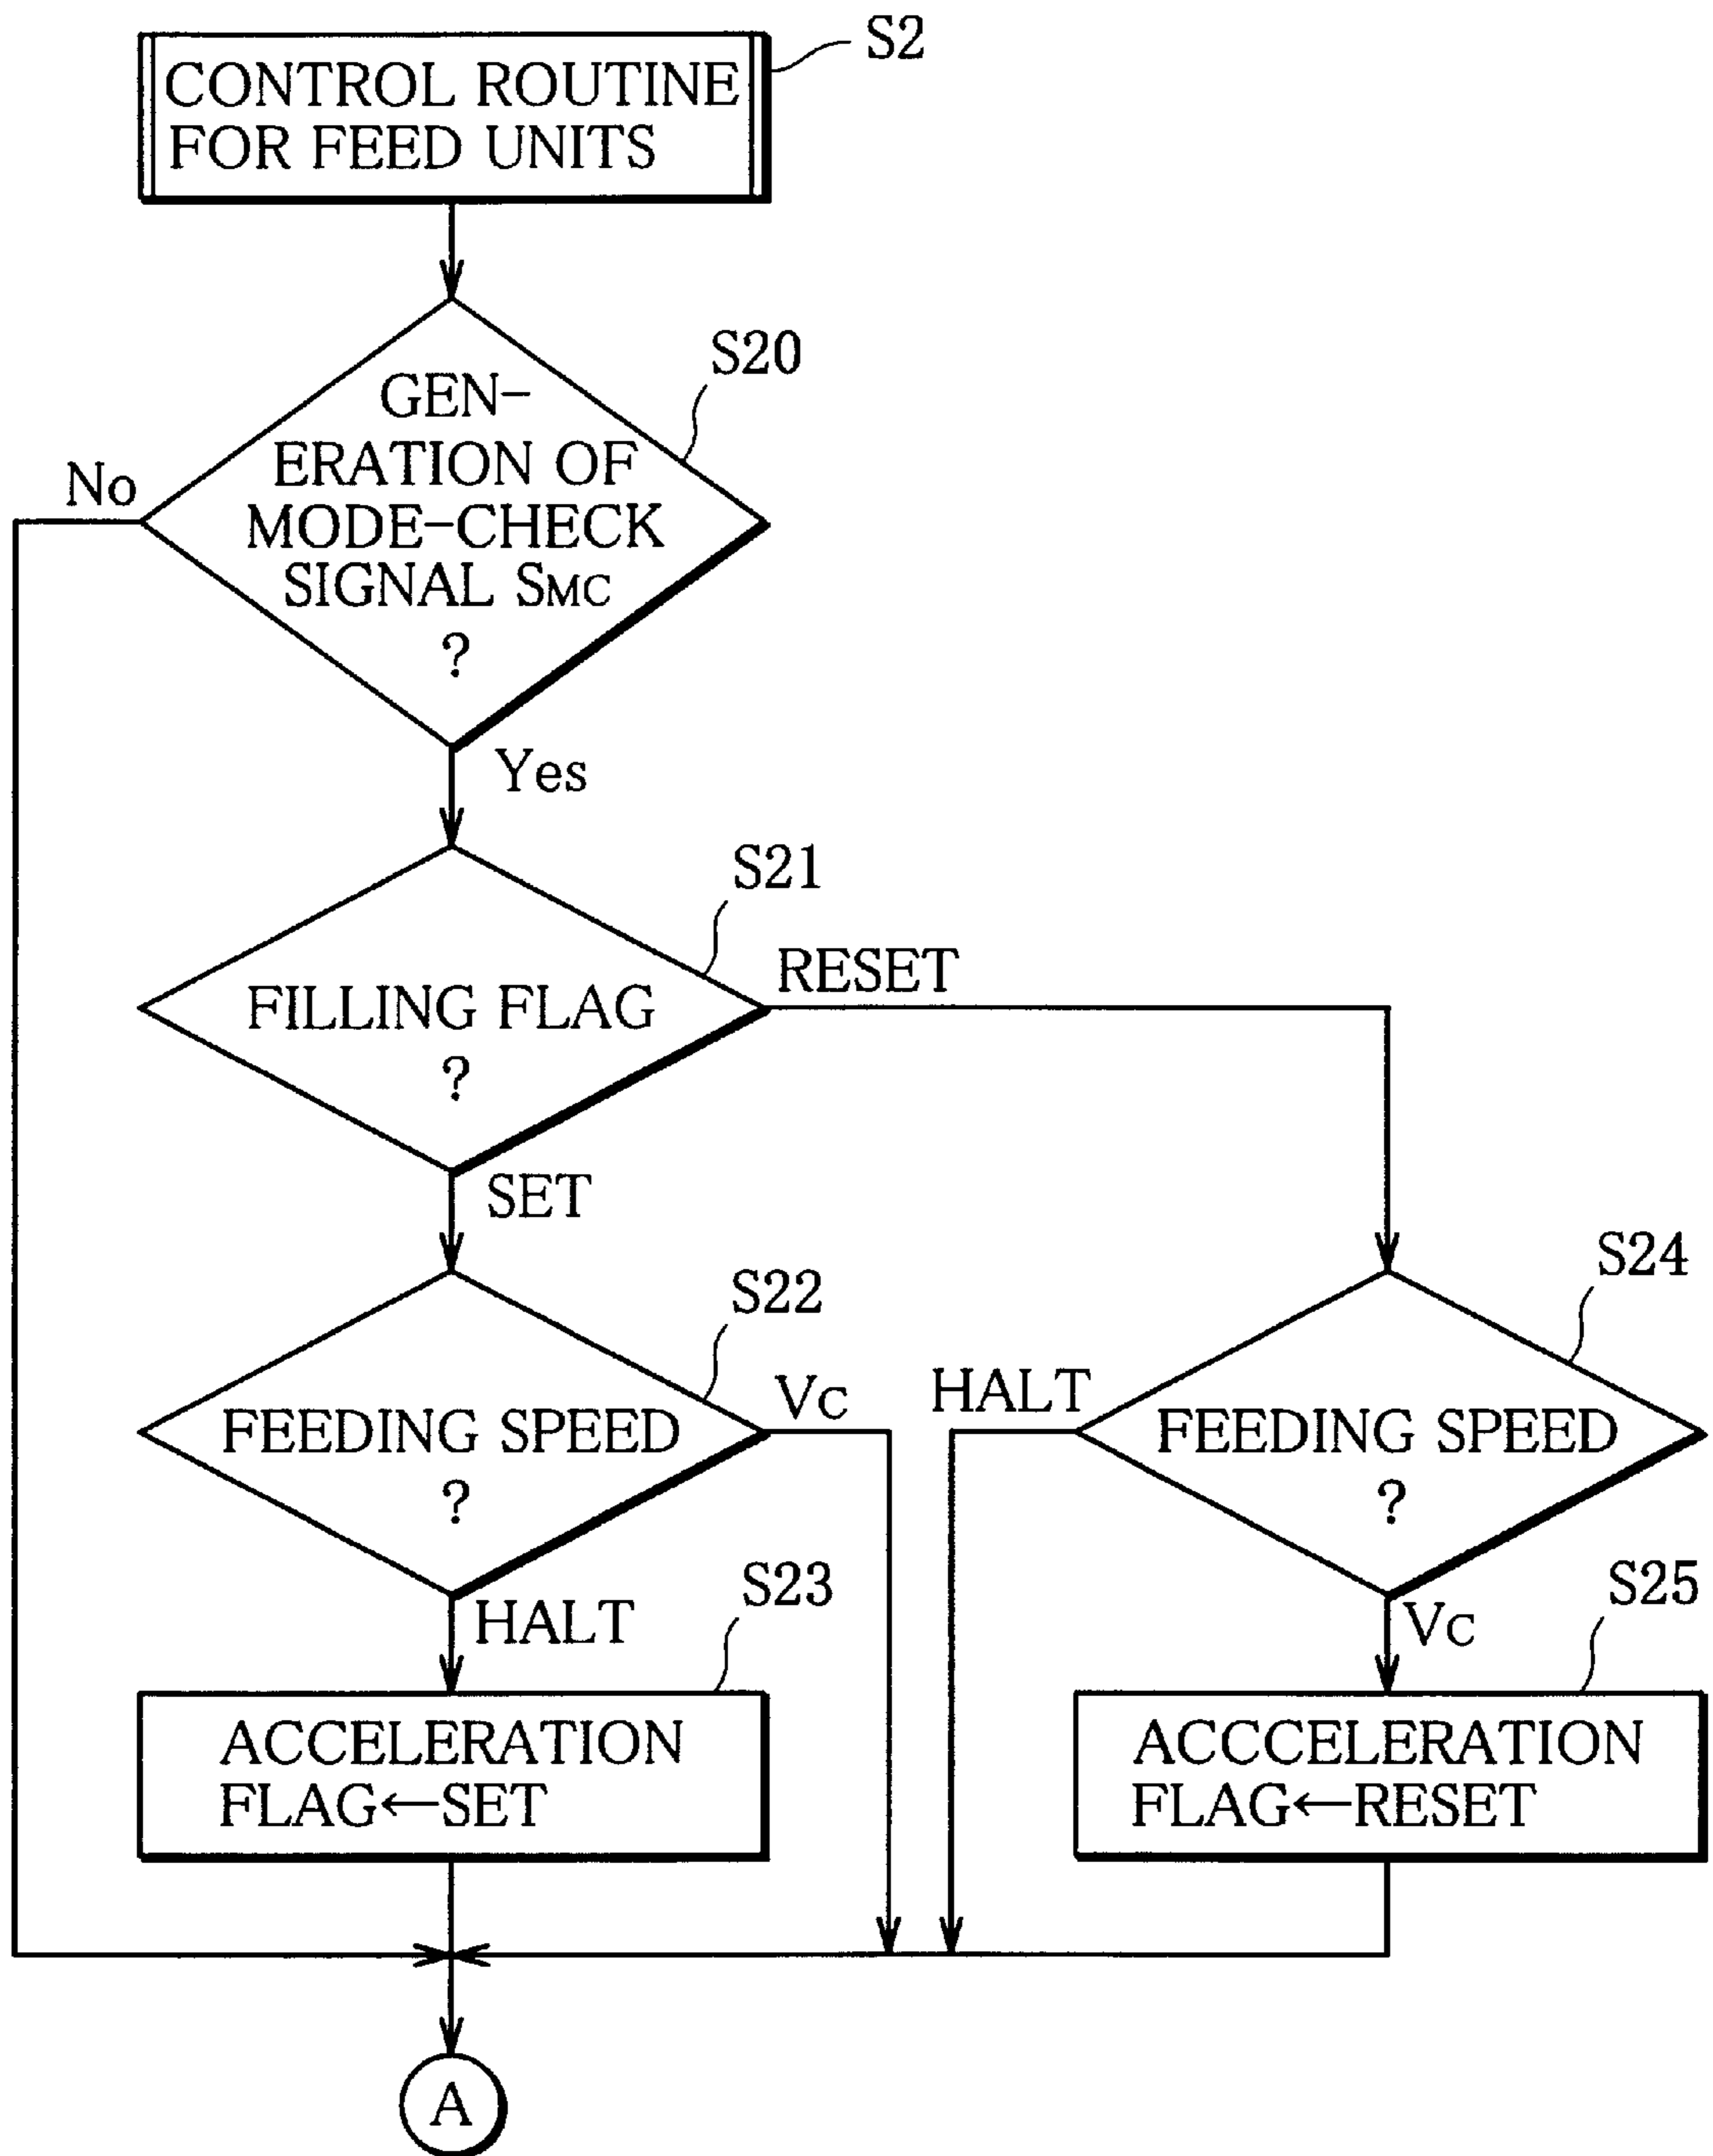 S2
CONTROL ROUTINE
FOR FEED UNITS
S20
GEN-
ERATION OF
MODE-CHECK
SIGNAL SMC
?
No
Yes
S21
FILLING FLAG
?
RESET
SET
S22
FEEDING SPEED
?
VC
HALT
S24
HALT
FEEDING SPEED
?
VC
S23
ACCELERATION
FLAG←SET
S25
ACCCELERATION
FLAG←RESET
A